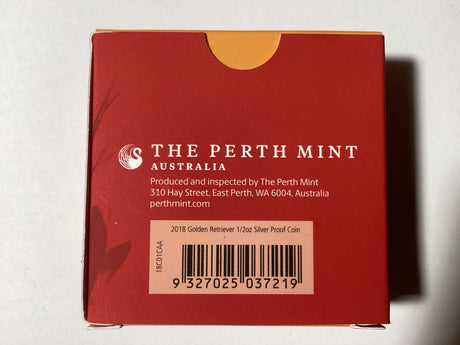 THE PERTH MINT
AUSTRALIA
Produced and inspected by The Perth Mint
310 Hay Street, East Perth, WA 6004, Australia
perthmint.com
2018 Golden Retriever 1/2oz Silver Proof Coin
18C01CAA
9 327025 037219